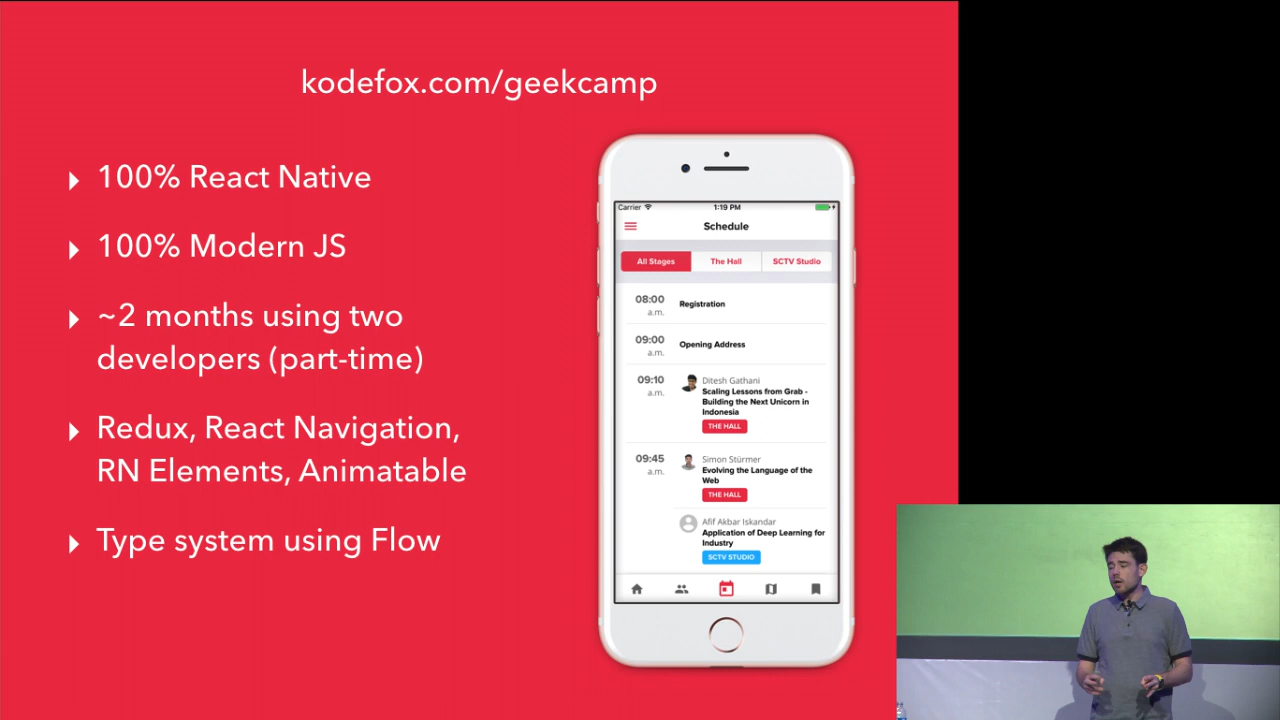 kodefox.com/geekcamp
100% React Native
100% Modern JS
~2 months using two
developers (part-time)
Redux, React Navigation,
RN Elements, Animatable
Type system using Flow
Carrier
1:19 PM
Schedule
All Stages
The Hall
SCTV Studio
08:00
a.m.
Registration
09:00
a.m.
Opening Address
09:10
a.m.
Ditesh Gathani
Scaling Lessons from Grab -
Building the Next Unicorn in
Indonesia
THE HALL
09:45
a.m.
Simon Stürmer
Evolving the Language of the
Web
THE HALL
Afif Akbar Iskandar
Application of Deep Learning for
Industry
SCTV STUDIO